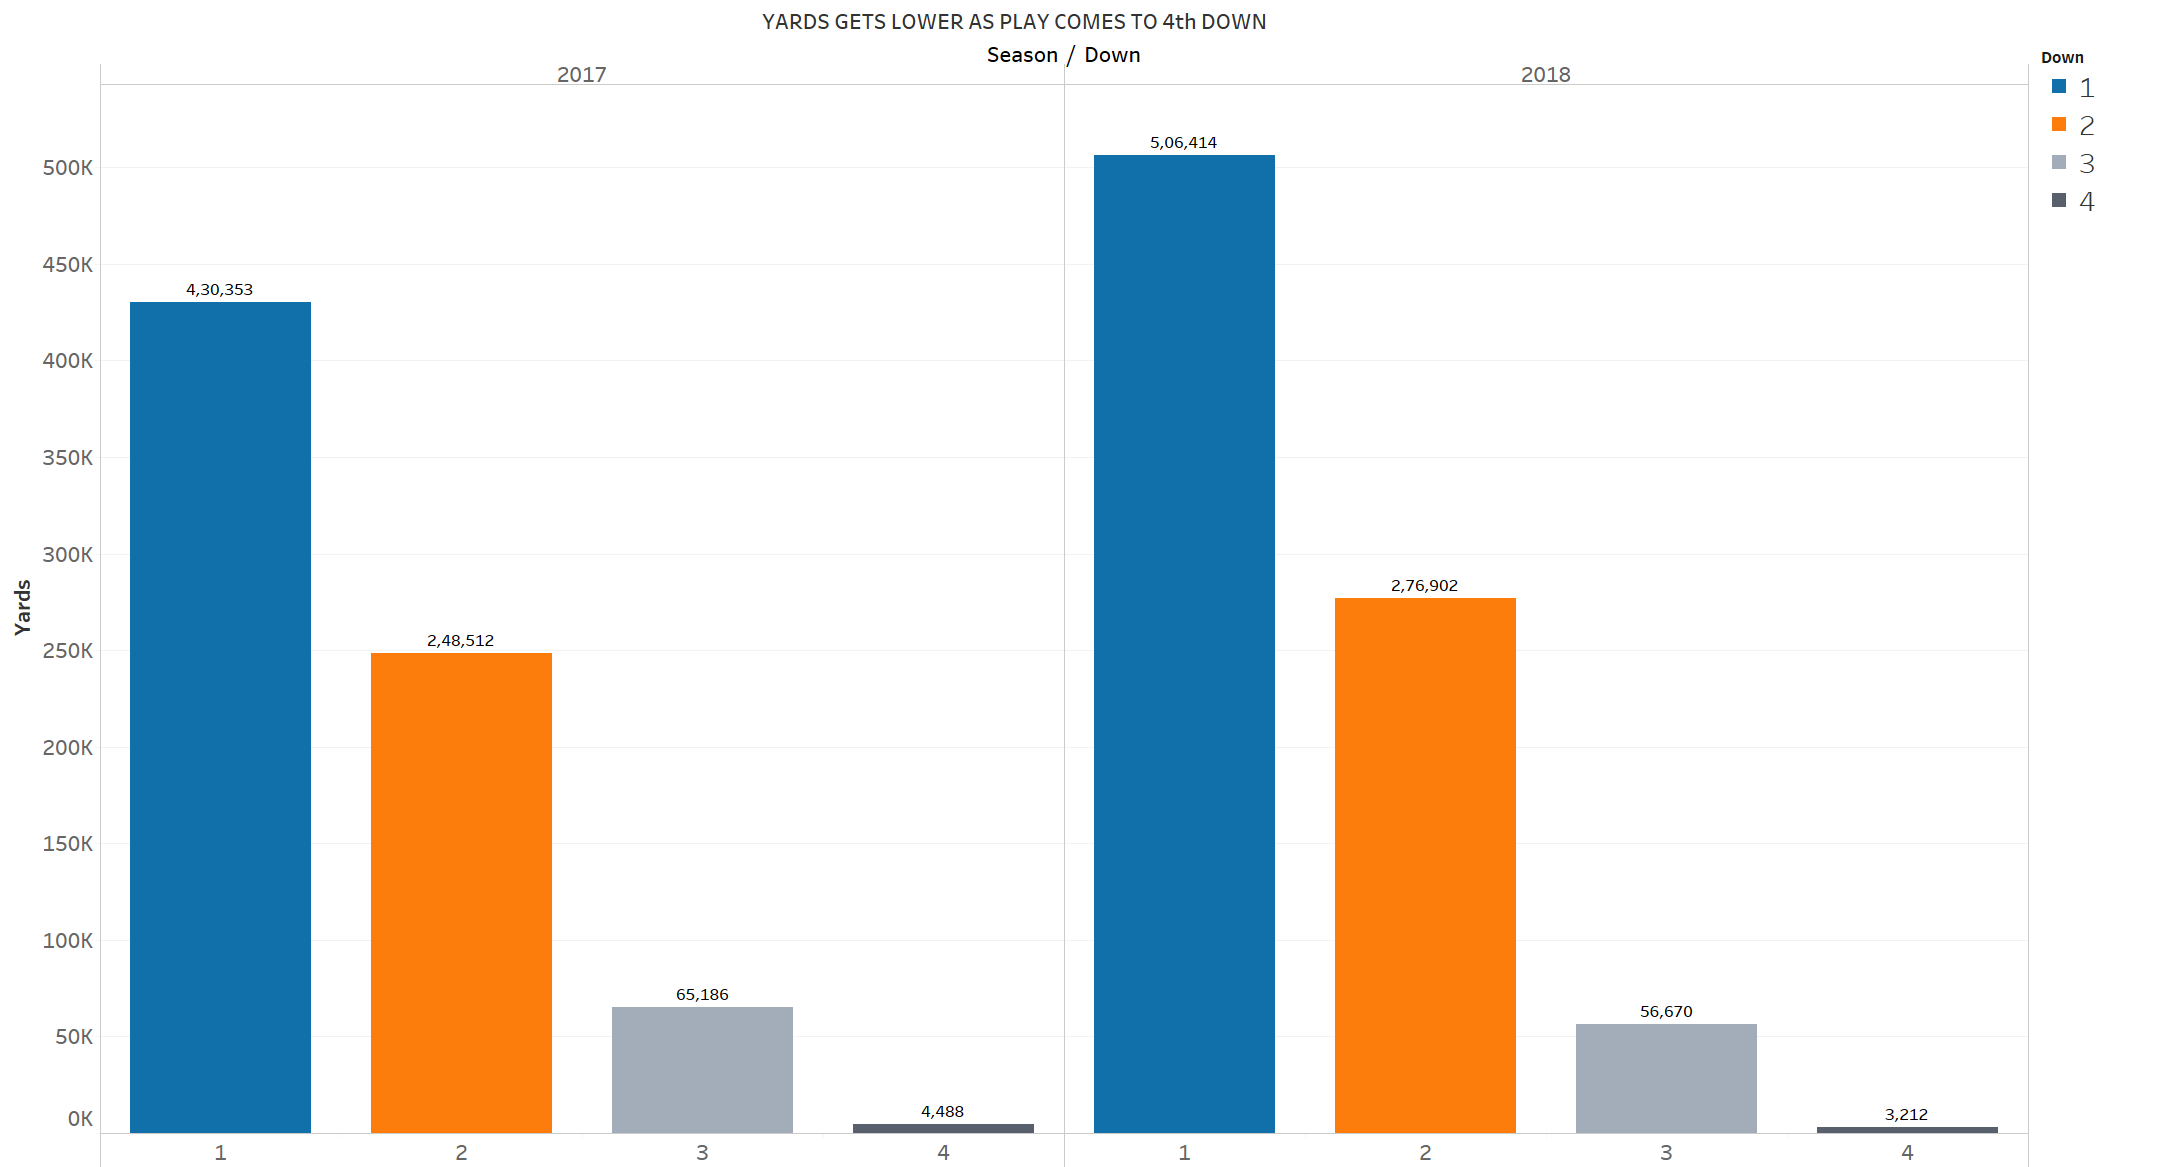 YARDS GETS LOWER AS PLAY COMES TO 4th DOWN
Season / Down
2017 2018
Down
1
2
3
4
Yards
500K
450K
400K
350K
300K
250K
200K
150K
100K
50K
0K
4,30,353
2,48,512
65,186
4,488
5,06,414
2,76,902
56,670
3,212
1 2 3 4 1 2 3 4